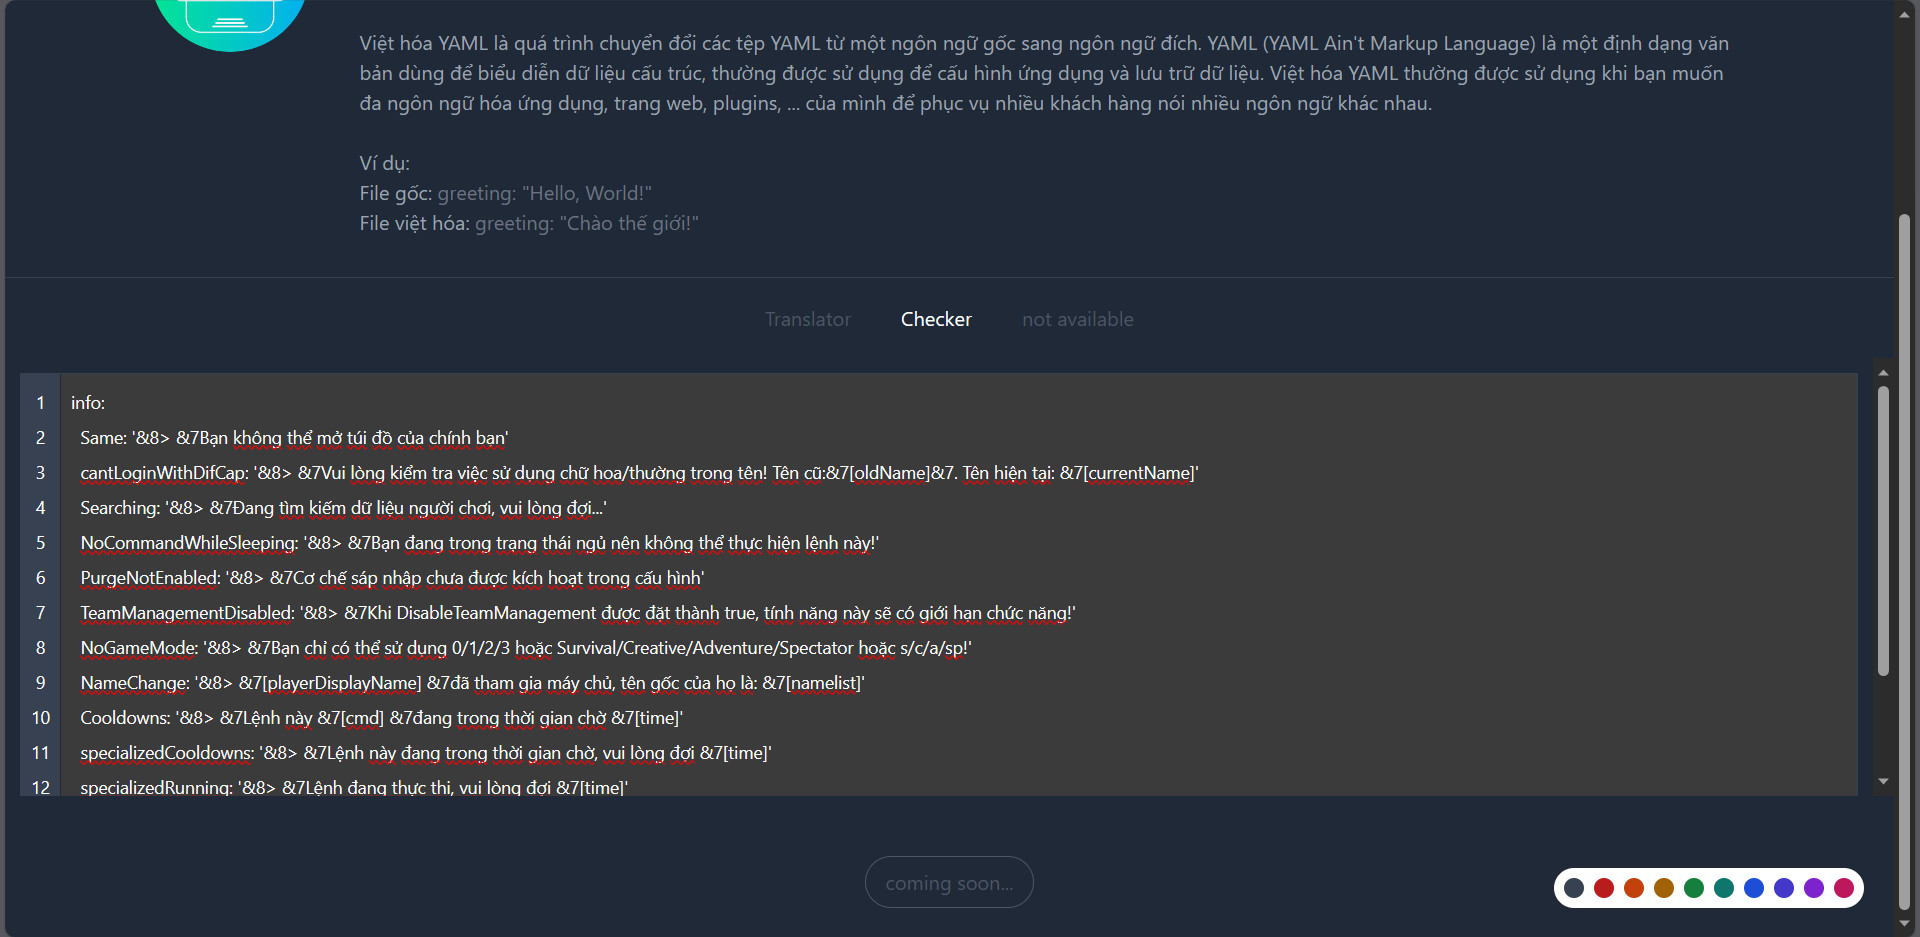 Việt hóa YAML là quá trình chuyển đổi các tệp YAML từ một ngôn ngữ gốc sang ngôn ngữ đích. YAML (YAML Ain't Markup Language) là một định dạng văn
bản dùng để biểu diễn dữ liệu cấu trúc, thường được sử dụng để cấu hình ứng dụng và lưu trữ dữ liệu. Việt hóa YAML thường được sử dụng khi bạn muốn
đa ngôn ngữ hóa ứng dụng, trang web, plugins, ... của mình để phục vụ nhiều khách hàng nói nhiều ngôn ngữ khác nhau.
Ví dụ:
File gốc: greeting: "Hello, World!"
File việt hóa: greeting: "Chào thế giới!"
Translator Checker not available
1 info:
2 Same: '&8> &7Bạn không thể mở túi đồ của chính bạn'
3 cantLoginWithDifCap: '&8> &7Vui lòng kiểm tra việc sử dụng chữ hoa/thường trong tên! Tên cũ:&7[oldName]&7. Tên hiện tại: &7[currentName]'
4 Searching: '&8> &7Đang tìm kiếm dữ liệu người chơi, vui lòng đợi...'
5 NoCommandWhileSleeping: '&8> &7Bạn đang trong trạng thái ngủ nên không thể thực hiện lệnh này!'
6 PurgeNotEnabled: '&8> &7Cơ chế sáp nhập chưa được kích hoạt trong cấu hình'
7 TeamManagementDisabled: '&8> &7Khi DisableTeamManagement được đặt thành true, tính năng này sẽ có giới hạn chức năng!'
8 NoGameMode: '&8> &7Bạn chỉ có thể sử dụng 0/1/2/3 hoặc Survival/Creative/Adventure/Spectator hoặc s/c/a/sp!'
9 NameChange: '&8> &7[playerDisplayName] &7đã tham gia máy chủ, tên gốc của họ là: &7[namelist]'
10 Cooldowns: '&8> &7Lệnh này &7[cmd] &7đang trong thời gian chờ &7[time]'
11 specializedCooldowns: '&8> &7Lệnh này đang trong thời gian chờ, vui lòng đợi &7[time]'
12 specializedRunning: '&8> &7Lệnh đang thực thi, vui lòng đợi &7[time]'
coming soon...